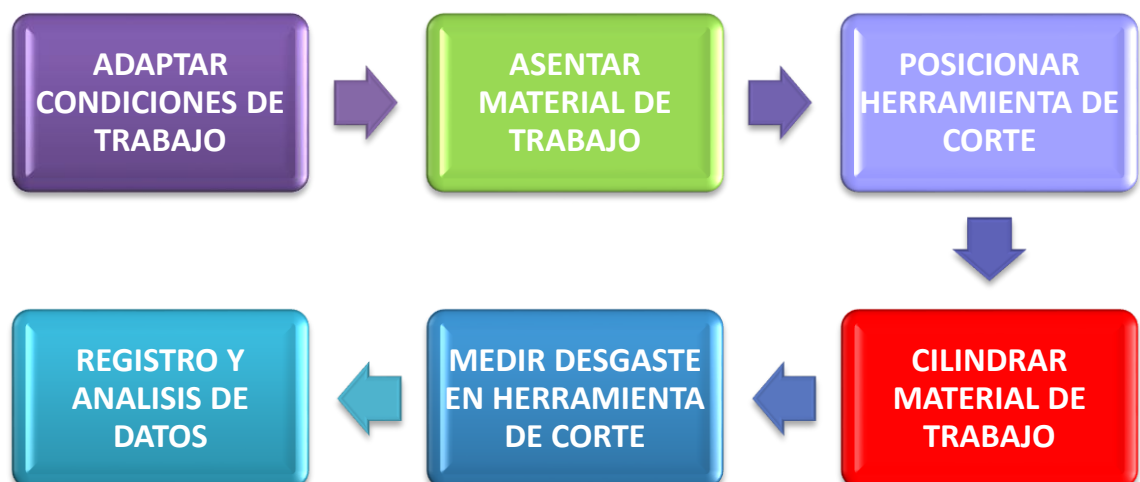 ADAPTAR
CONDICIONES DE
TRABAJO
ASENTAR
MATERIAL DE
TRABAJO
POSICIONAR
HERRAMIENTA DE
CORTE
CILINDRAR
MATERIAL DE
TRABAJO
MEDIR DESGASTE
EN HERRAMIENTA
DE CORTE
REGISTRO Y
ANALISIS DE
DATOS